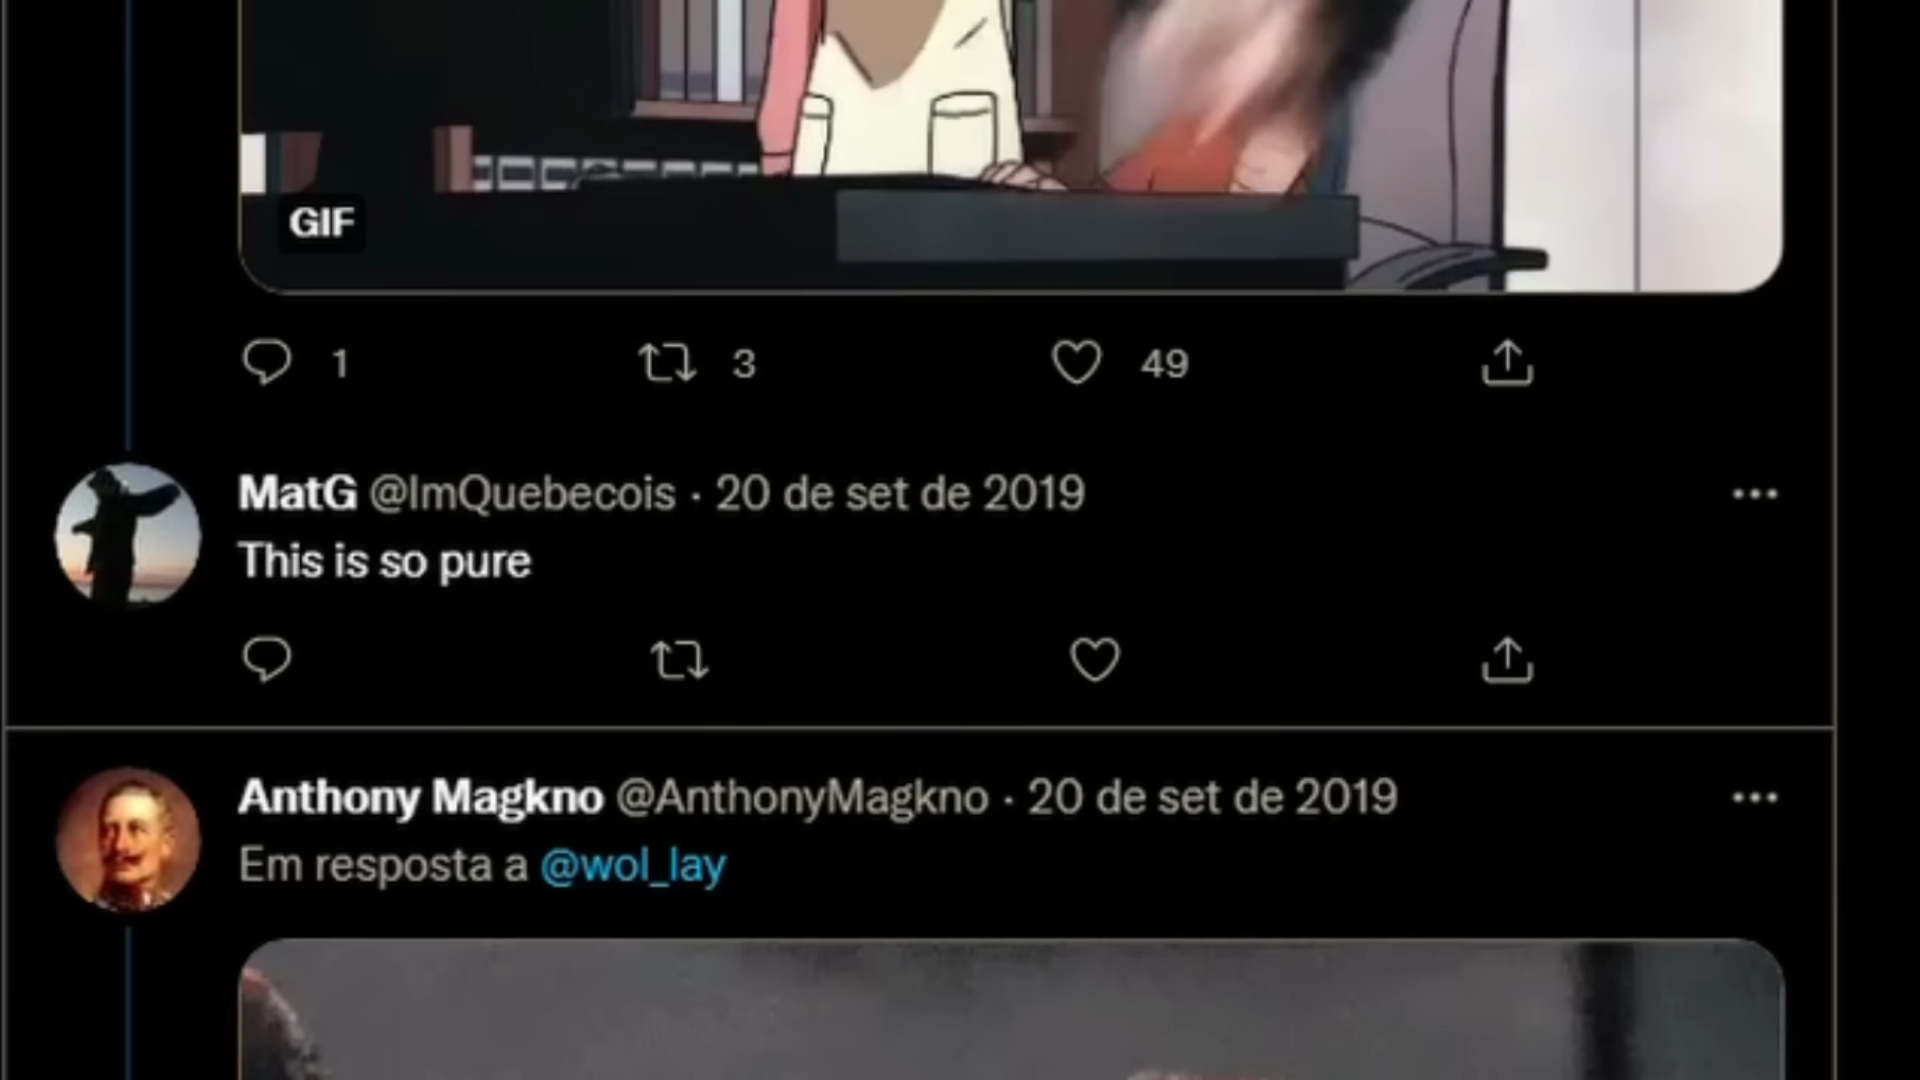 GIF
1 3 49
MatG @ImQuebecois · 20 de set de 2019
This is so pure
Anthony Magkno @AnthonyMagkno · 20 de set de 2019
Em resposta a @wol_lay